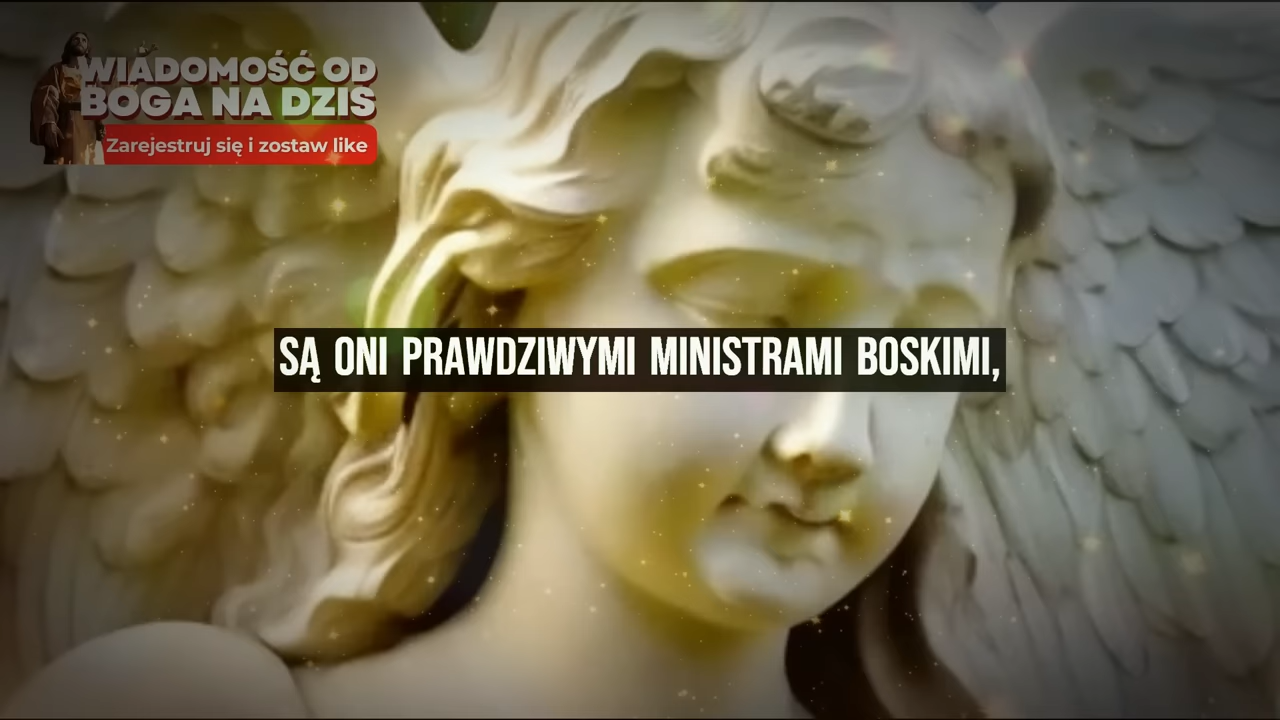 WIADOMOŚĆ OD
BOGA NA DZIS
Zarejestruj się i zostaw like
SĄ ONI PRAWDZIWYMI MINISTRAMI BOSKIMI,